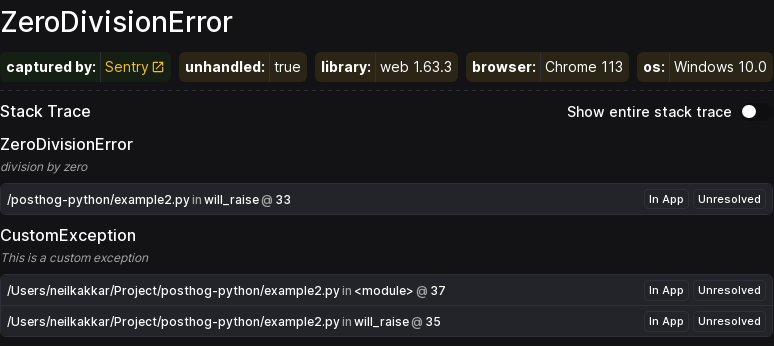 ZeroDivisionError
captured by: Sentry unhandled: true library: web 1.63.3 browser: Chrome 113 os: Windows 10.0
Stack Trace Show entire stack trace
ZeroDivisionError
division by zero
/posthog-python/example2.py in will_raise @ 33 In App Unresolved
CustomException
This is a custom exception
/Users/neilkakkar/Project/posthog-python/example2.py in <module> @ 37 In App Unresolved
/Users/neilkakkar/Project/posthog-python/example2.py in will_raise @ 35 In App Unresolved